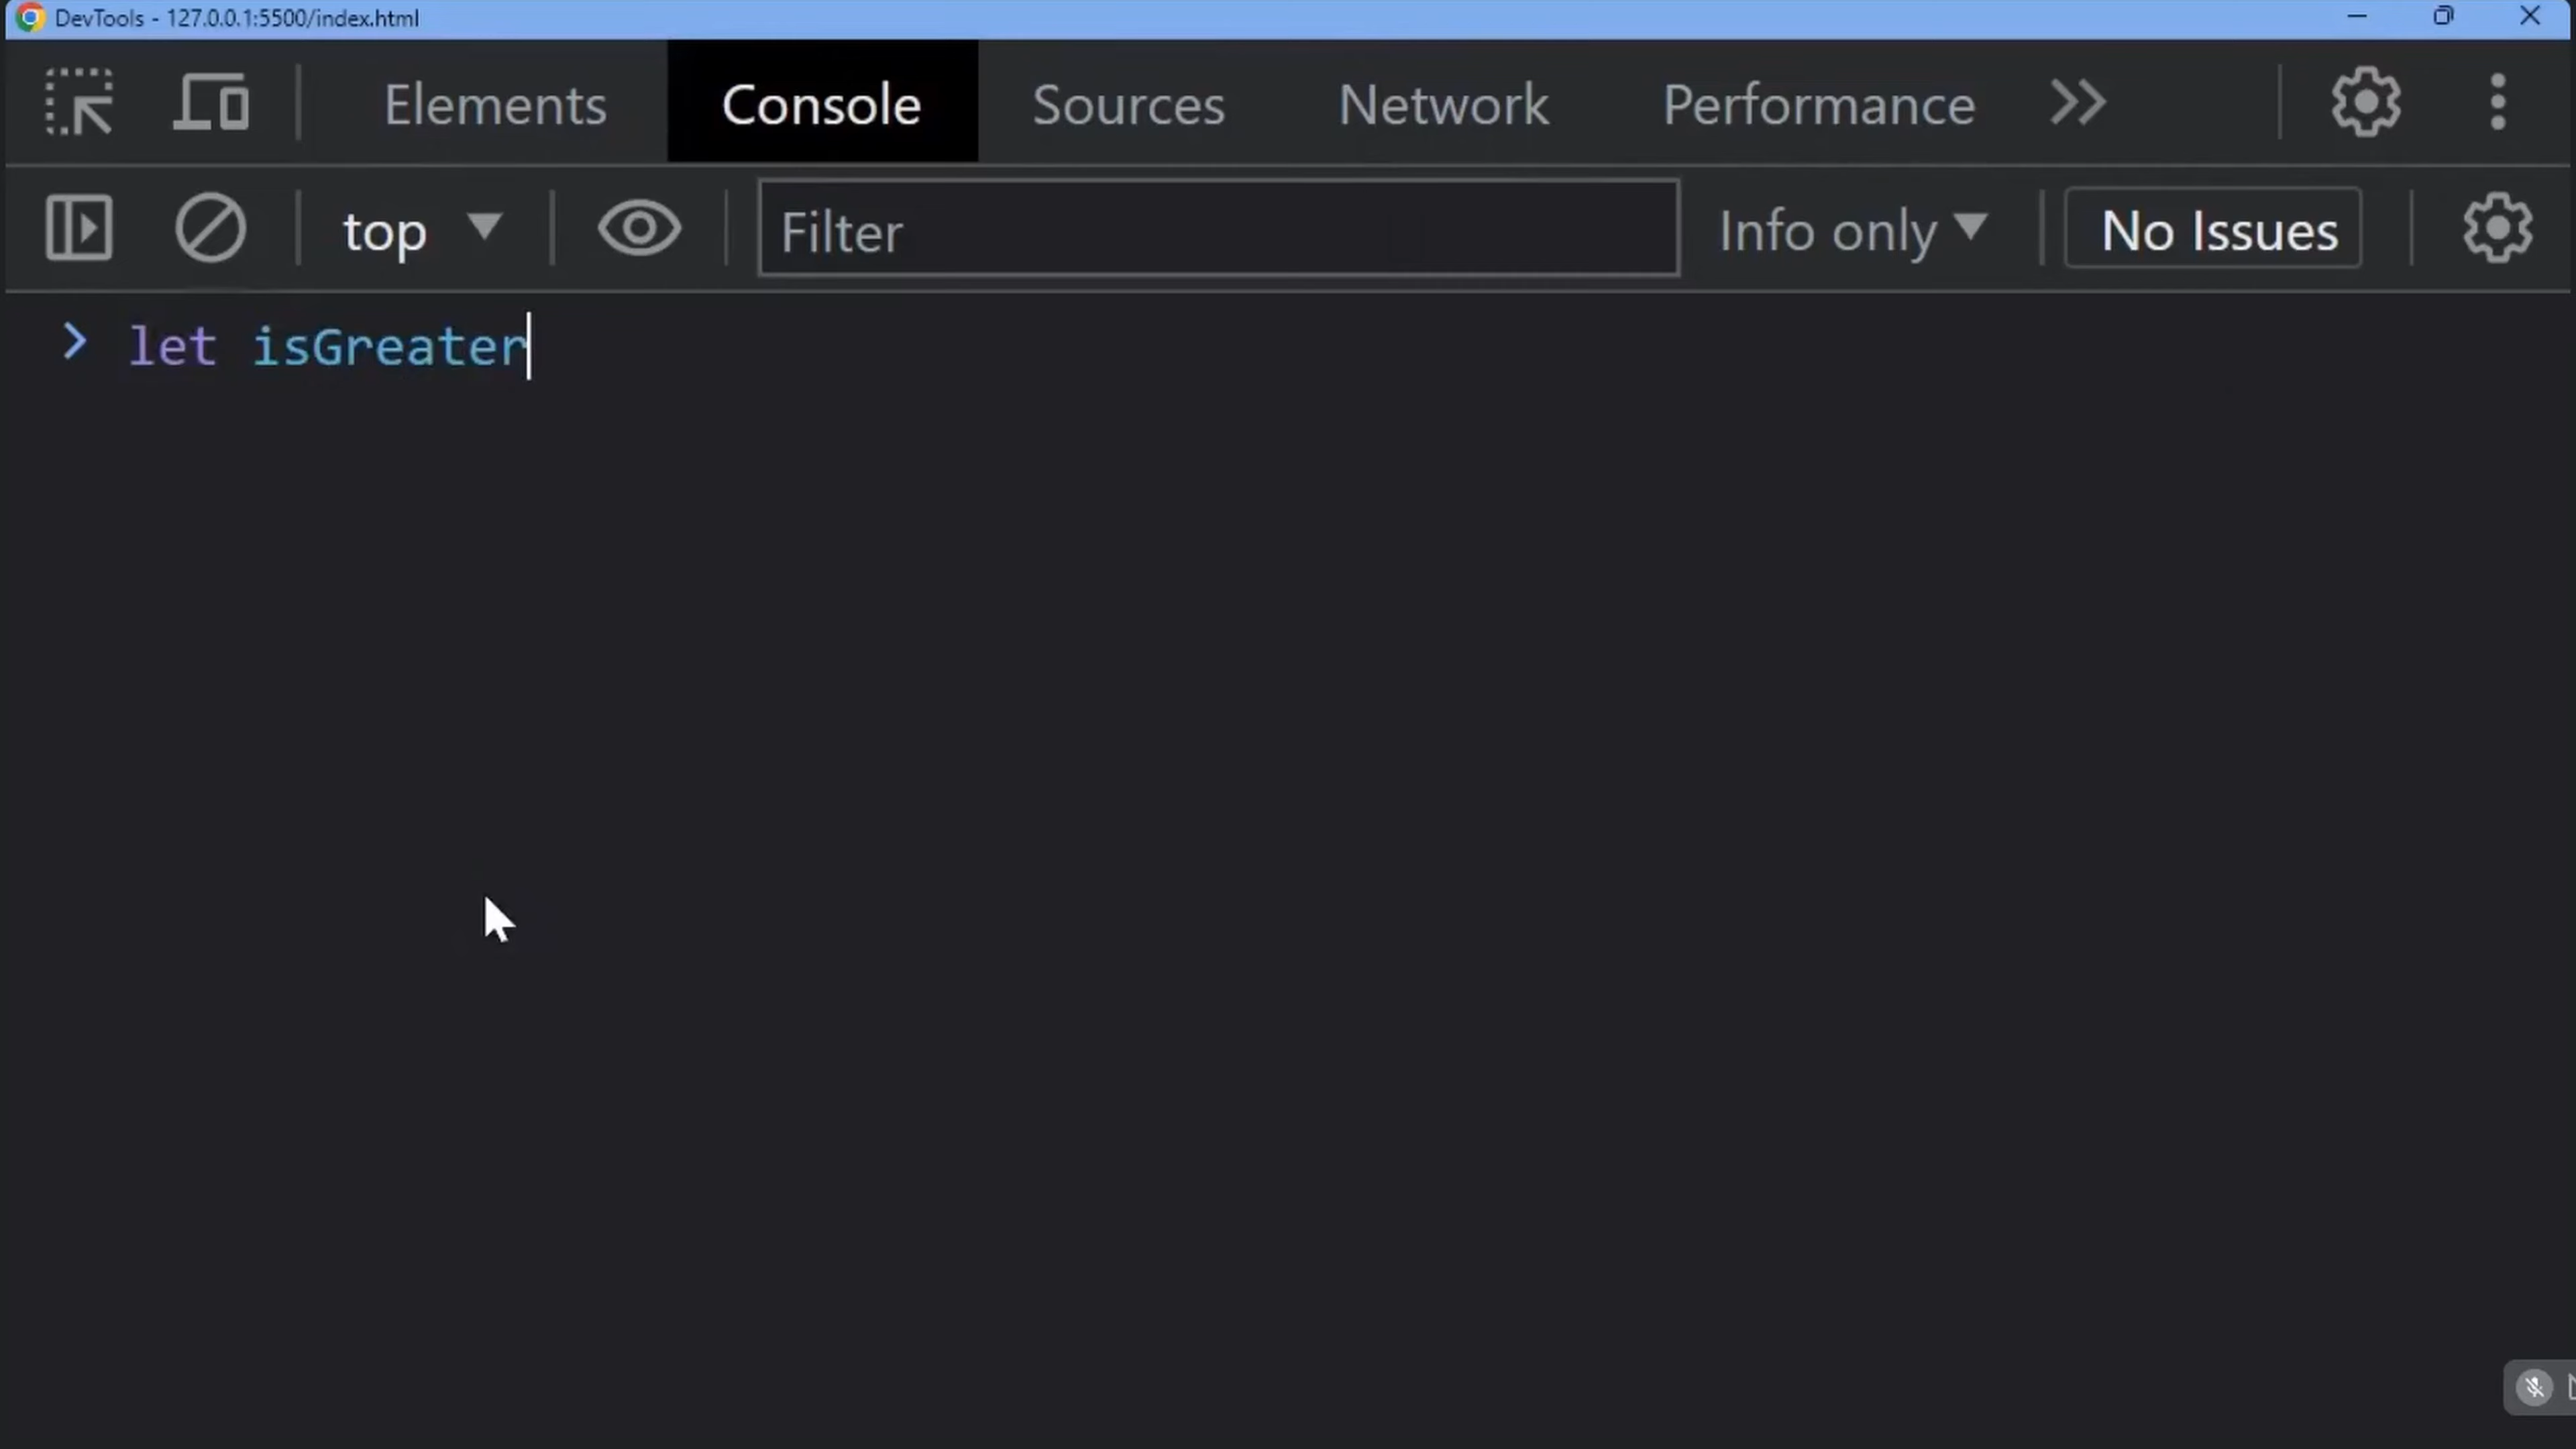 DevTools - 127.0.0.1:5500/index.html
Elements Console Sources Network Performance
top Filter Info only No Issues
let isGreater